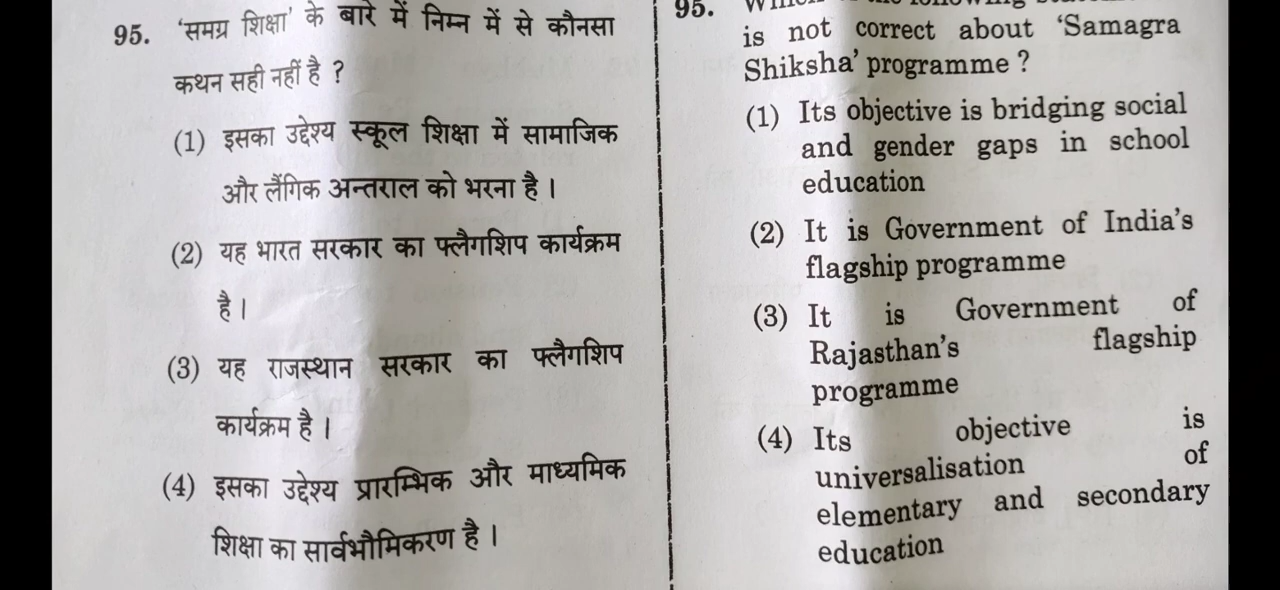 95. 'समग्र शिक्षा' के बारे में निम्न में से कौनसा
कथन सही नहीं है ?
(1) इसका उद्देश्य स्कूल शिक्षा में सामाजिक
और लैंगिक अन्तराल को भरना है ।
(2) यह भारत सरकार का फ्लैगशिप कार्यक्रम
है ।
(3) यह राजस्थान सरकार का फ्लैगशिप
कार्यक्रम है ।
(4) इसका उद्देश्य प्रारम्भिक और माध्यमिक
शिक्षा का सार्वभौमिकरण है ।
95.
is not correct about 'Samagra
Shiksha' programme ?
(1) Its objective is bridging social
and gender gaps in school
education
(2) It is Government of India's
flagship programme
(3) It is Government of
Rajasthan's flagship
programme
(4) Its objective is
universalisation of
elementary and secondary
education